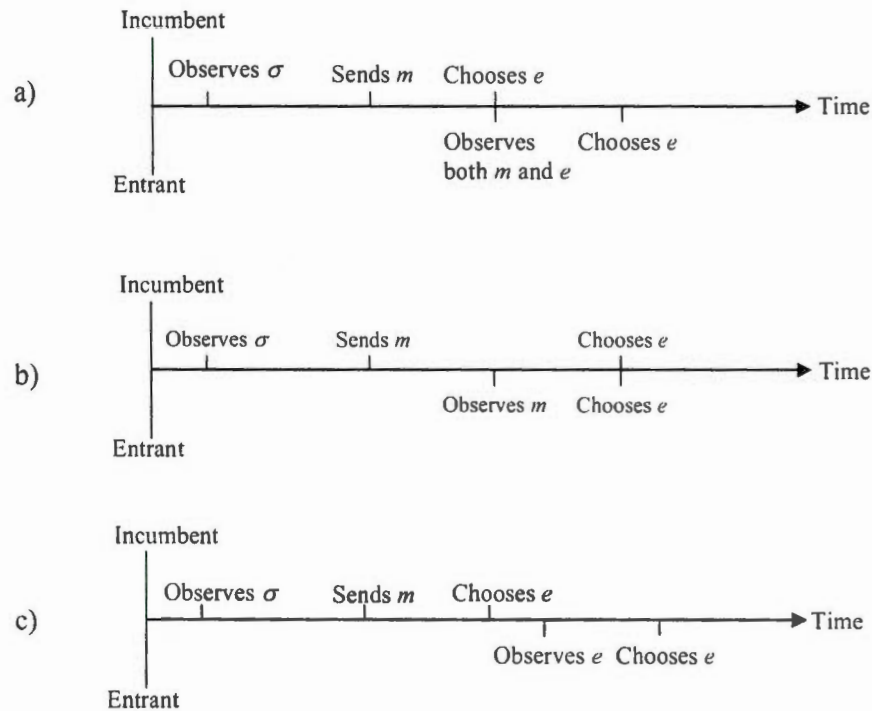 Incumbent
Observes σ Sends m Chooses e
a)
Time
Observes both m and e
Chooses e
Entrant
Incumbent
Observes σ Sends m Chooses e
b)
Time
Observes m Chooses e
Entrant
Incumbent
Observes σ Sends m Chooses e
c)
Time
Observes e Chooses e
Entrant